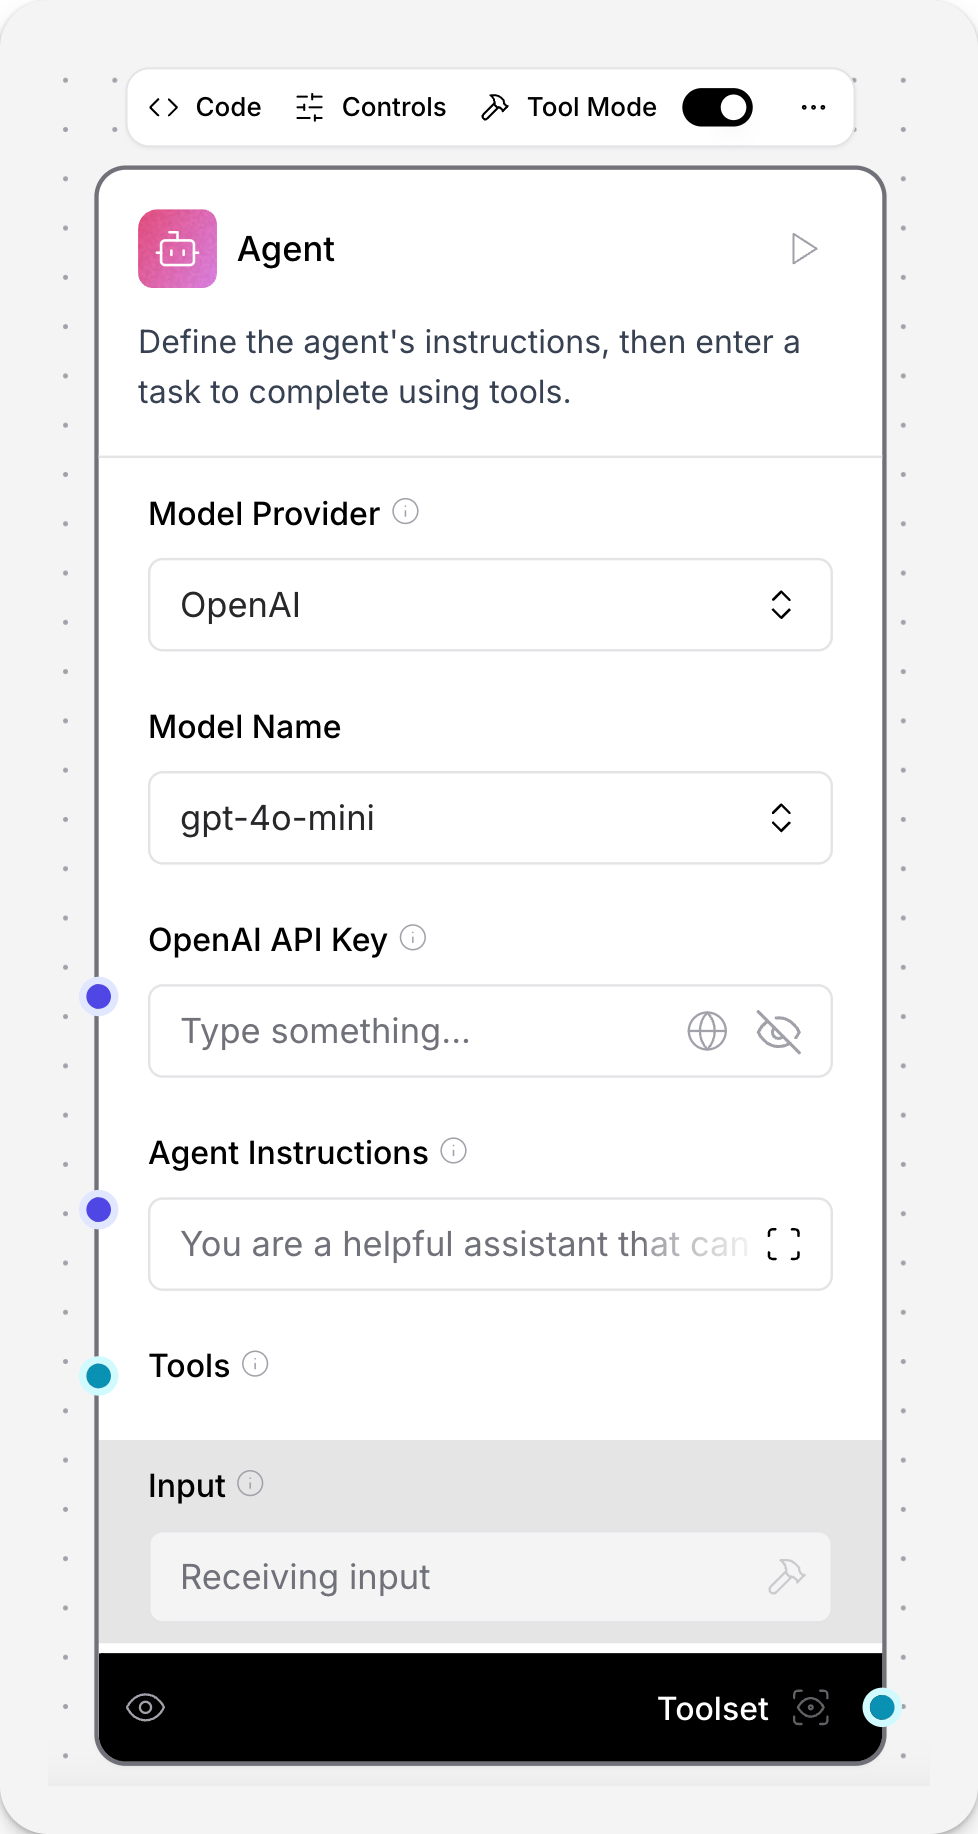 Code Controls Tool Mode
Agent
Define the agent's instructions, then enter a
task to complete using tools.
Model Provider
OpenAI
Model Name
gpt-4o-mini
OpenAI API Key
Type something...
Agent Instructions
You are a helpful assistant that can
Tools
Input
Receiving input
Toolset